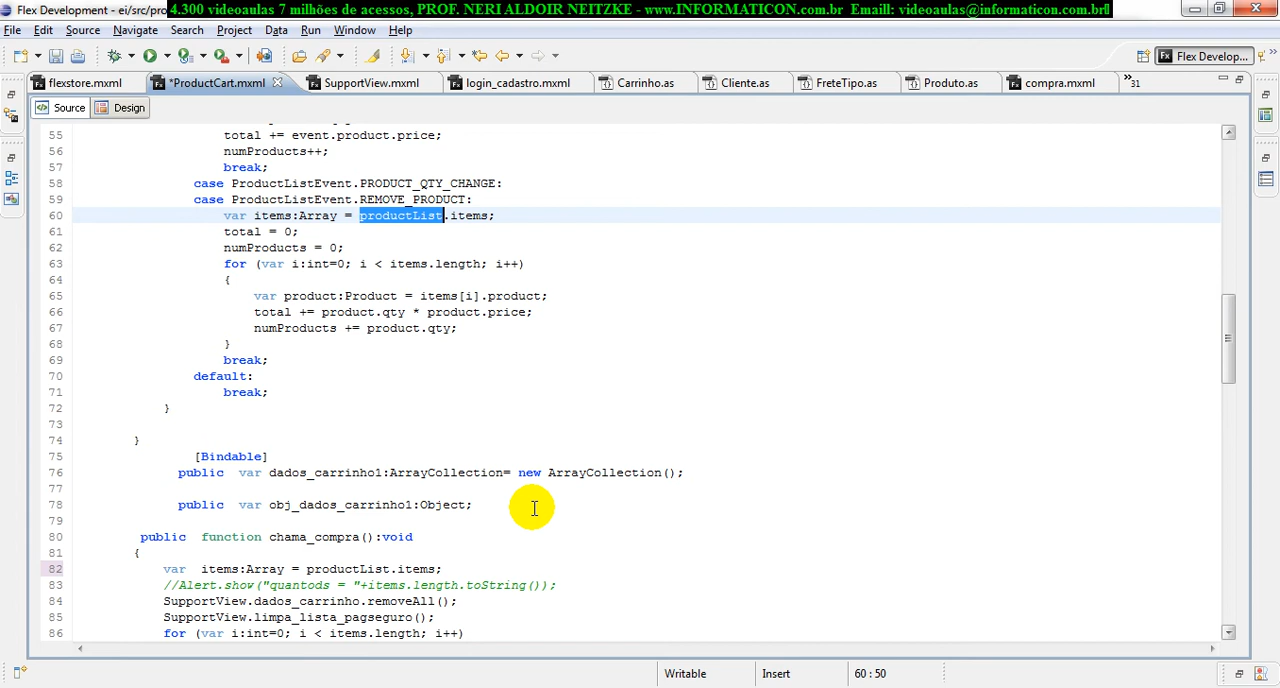 Flex Development - ei/src/pro 4.300 videoaulas 7 milhões de acessos, PROF. NERI ALDOIR NEITZKE - www.INFORMATICON.com.br Emaill: videoaulas@informaticon.com.br
File Edit Source Navigate Search Project Data Run Window Help
Flex Develop...
flexstore.mxml *ProductCart.mxml SupportView.mxml login_cadastro.mxml Carrinho.as Cliente.as FreteTipo.as Produto.as compra.mxml »31
Source Design
55 total += event.product.price;
56 numProducts++;
57 break;
58 case ProductListEvent.PRODUCT_QTY_CHANGE:
59 case ProductListEvent.REMOVE_PRODUCT:
60 var items:Array = productList.items;
61 total = 0;
62 numProducts = 0;
63 for (var i:int=0; i < items.length; i++)
64 {
65 var product:Product = items[i].product;
66 total += product.qty * product.price;
67 numProducts += product.qty;
68 }
69 break;
70 default:
71 break;
72 }
73
74 }
75 [Bindable]
76 public var dados_carrinho1:ArrayCollection= new ArrayCollection();
77
78 public var obj_dados_carrinho1:Object;
79
80 public function chama_compra():void
81 {
82 var items:Array = productList.items;
83 //Alert.show("quantods = "+items.length.toString());
84 SupportView.dados_carrinho.removeAll();
85 SupportView.limpa_lista_pagseguro();
86 for (var i:int=0; i < items.length; i++)
Writable Insert 60 : 50